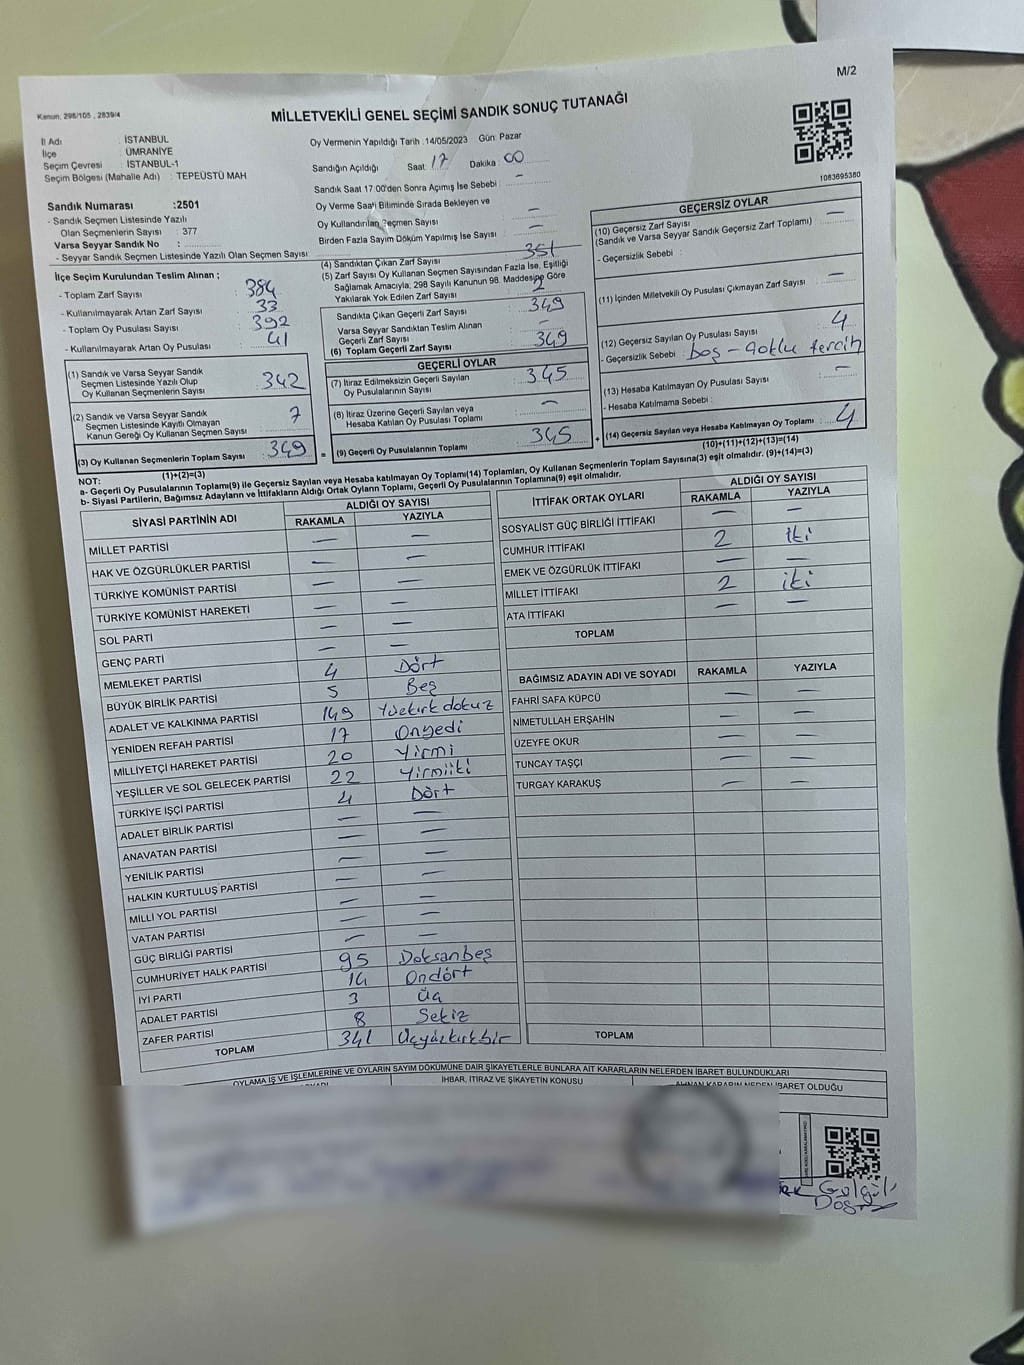 M/2
Kanun, 298/105 , 2839/4
MİLLETVEKİLİ GENEL SEÇİMİ SANDIK SONUÇ TUTANAĞI
İl Adı : İSTANBUL
İlçe : ÜMRANİYE
Seçim Çevresi : İSTANBUL-1
Seçim Bölgesi (Mahalle Adı) : TEPEÜSTÜ MAH
Oy Vermenin Yapıldığı Tarih :14/05/2023 Gün: Pazar
Sandığın Açıldığı Saat: 17 Dakika: 00
Sandık Saat 17:00'den Sonra Açımış İse Sebebi : –
1083695380
Sandık Numarası :2501
- Sandık Seçmen Listesinde Yazılı
Olan Seçmenlerin Sayısı : 377
Varsa Seyyar Sandık No :
- Seyyar Sandık Seçmen Listesinde Yazılı Olan Seçmen Sayısı
Oy Verme Saati Bitiminde Sırada Bekleyen ve
Oy Kullandırılan Seçmen Sayısı : –
Birden Fazla Sayım Döküm Yapılmış İse Sayısı : –
İlçe Seçim Kurulundan Teslim Alınan ;
- Toplam Zarf Sayısı : 384
- Kullanılmayarak Artan Zarf Sayısı : 33
- Toplam Oy Pusulası Sayısı : 392
- Kullanılmayarak Artan Oy Pusulası : 41
(4) Sandıktan Çıkan Zarf Sayısı 351
(5) Zarf Sayısı Oy Kullanan Seçmen Sayısından Fazla İse, Eşitliği
Sağlamak Amacıyla, 298 Sayılı Kanunun 98. Maddesine Göre
Yakılarak Yok Edilen Zarf Sayısı : 2
Sandıkta Çıkan Geçerli Zarf Sayısı : 349
Varsa Seyyar Sandıktan Teslim Alınan
Geçerli Zarf Sayısı : –
(6) Toplam Geçerli Zarf Sayısı : 349
(1) Sandık ve Varsa Seyyar Sandık
Seçmen Listesinde Yazılı Olup
Oy Kullanan Seçmenlerin Sayısı : 342
(2) Sandık ve Varsa Seyyar Sandık
Seçmen Listesinde Kayıtlı Olmayan
Kanun Gereği Oy Kullanan Seçmen Sayısı : 7
(3) Oy Kullanan Seçmenlerin Toplam Sayısı : 349
(1)+(2)=(3)
GEÇERLİ OYLAR
(7) İtiraz Edilmeksizin Geçerli Sayılan
Oy Pusulalarının Sayısı : 345
(8) İtiraz Üzerine Geçerli Sayılan veya
Hesaba Katılan Oy Pusulası Toplamı : –
(9) Geçerli Oy Pusulalarının Toplamı : 345
GEÇERSİZ OYLAR
(10) Geçersiz Zarf Sayısı : –
(Sandık ve Varsa Seyyar Sandık Geçersiz Zarf Toplamı)
- Geçersizlik Sebebi :
(11) İçinden Milletvekili Oy Pusulası Çıkmayan Zarf Sayısı : –
(12) Geçersiz Sayılan Oy Pusulası Sayısı : 4
- Geçersizlik Sebebi : boş - çoklu tercih
(13) Hesaba Katılmayan Oy Pusulası Sayısı : –
- Hesaba Katılmama Sebebi :
(14) Geçersiz Sayılan veya Hesaba Katılmayan Oy Toplamı : 4
(10)+(11)+(12)+(13)=(14)
NOT:
a- Geçerli Oy Pusulalarının Toplamı(9) ile Geçersiz Sayılan veya Hesaba katılmayan Oy Toplamı(14) Toplamları, Oy Kullanan Seçmenlerin Toplam Sayısına(3) eşit olmalıdır. (9)+(14)=(3)
b- Siyasi Partilerin, Bağımsız Adayların ve İttifakların Aldığı Ortak Oyların Toplamı, Geçerli Oy Pusulalarının Toplamına(9) eşit olmalıdır.
SİYASİ PARTİNİN ADI ALDIĞI OY SAYISI
RAKAMLA YAZIYLA
MİLLET PARTİSİ – –
HAK VE ÖZGÜRLÜKLER PARTİSİ – –
TÜRKİYE KOMÜNİST PARTİSİ – –
TÜRKİYE KOMÜNİST HAREKETİ – –
SOL PARTİ – –
GENÇ PARTİ – –
MEMLEKET PARTİSİ 4 Dört
BÜYÜK BİRLİK PARTİSİ 5 Beş
ADALET VE KALKINMA PARTİSİ 149 Yüzkırkdokuz
YENİDEN REFAH PARTİSİ 17 Onyedi
MİLLİYETÇİ HAREKET PARTİSİ 20 Yirmi
YEŞİLLER VE SOL GELECEK PARTİSİ 22 Yirmiiki
TÜRKİYE İŞÇİ PARTİSİ 4 Dört
ADALET BİRLİK PARTİSİ – –
ANAVATAN PARTİSİ – –
YENİLİK PARTİSİ – –
HALKIN KURTULUŞ PARTİSİ – –
MİLLİ YOL PARTİSİ – –
VATAN PARTİSİ – –
GÜÇ BİRLİĞİ PARTİSİ – –
CUMHURİYET HALK PARTİSİ 95 Doksanbeş
İYİ PARTİ 14 Ondört
ADALET PARTİSİ 3 Üç
ZAFER PARTİSİ 8 Sekiz
TOPLAM 341 Üçyüzkırkbir
İTTİFAK ORTAK OYLARI ALDIĞI OY SAYISI
RAKAMLA YAZIYLA
SOSYALİST GÜÇ BİRLİĞİ İTTİFAKI – –
CUMHUR İTTİFAKI 2 İki
EMEK VE ÖZGÜRLÜK İTTİFAKI – –
MİLLET İTTİFAKI 2 iki
ATA İTTİFAKI – –
TOPLAM
BAĞIMSIZ ADAYIN ADI VE SOYADI RAKAMLA YAZIYLA
FAHRİ SAFA KÜPCÜ – –
NİMETULLAH ERŞAHİN – –
ÜZEYFE OKUR – –
TUNCAY TAŞÇI – –
TURGAY KARAKUŞ – –
TOPLAM
OYLAMA İŞ VE İŞLEMLERİNE VE OYLARIN SAYIM DÖKÜMÜNE DAİR ŞİKAYETLERLE BUNLARA AİT KARARLARIN NELERDEN İBARET BULUNDUKLARI
İHBAR, İTİRAZ VE ŞİKAYETİN KONUSU
ALINAN KARARIN NEDEN İBARET OLDUĞU